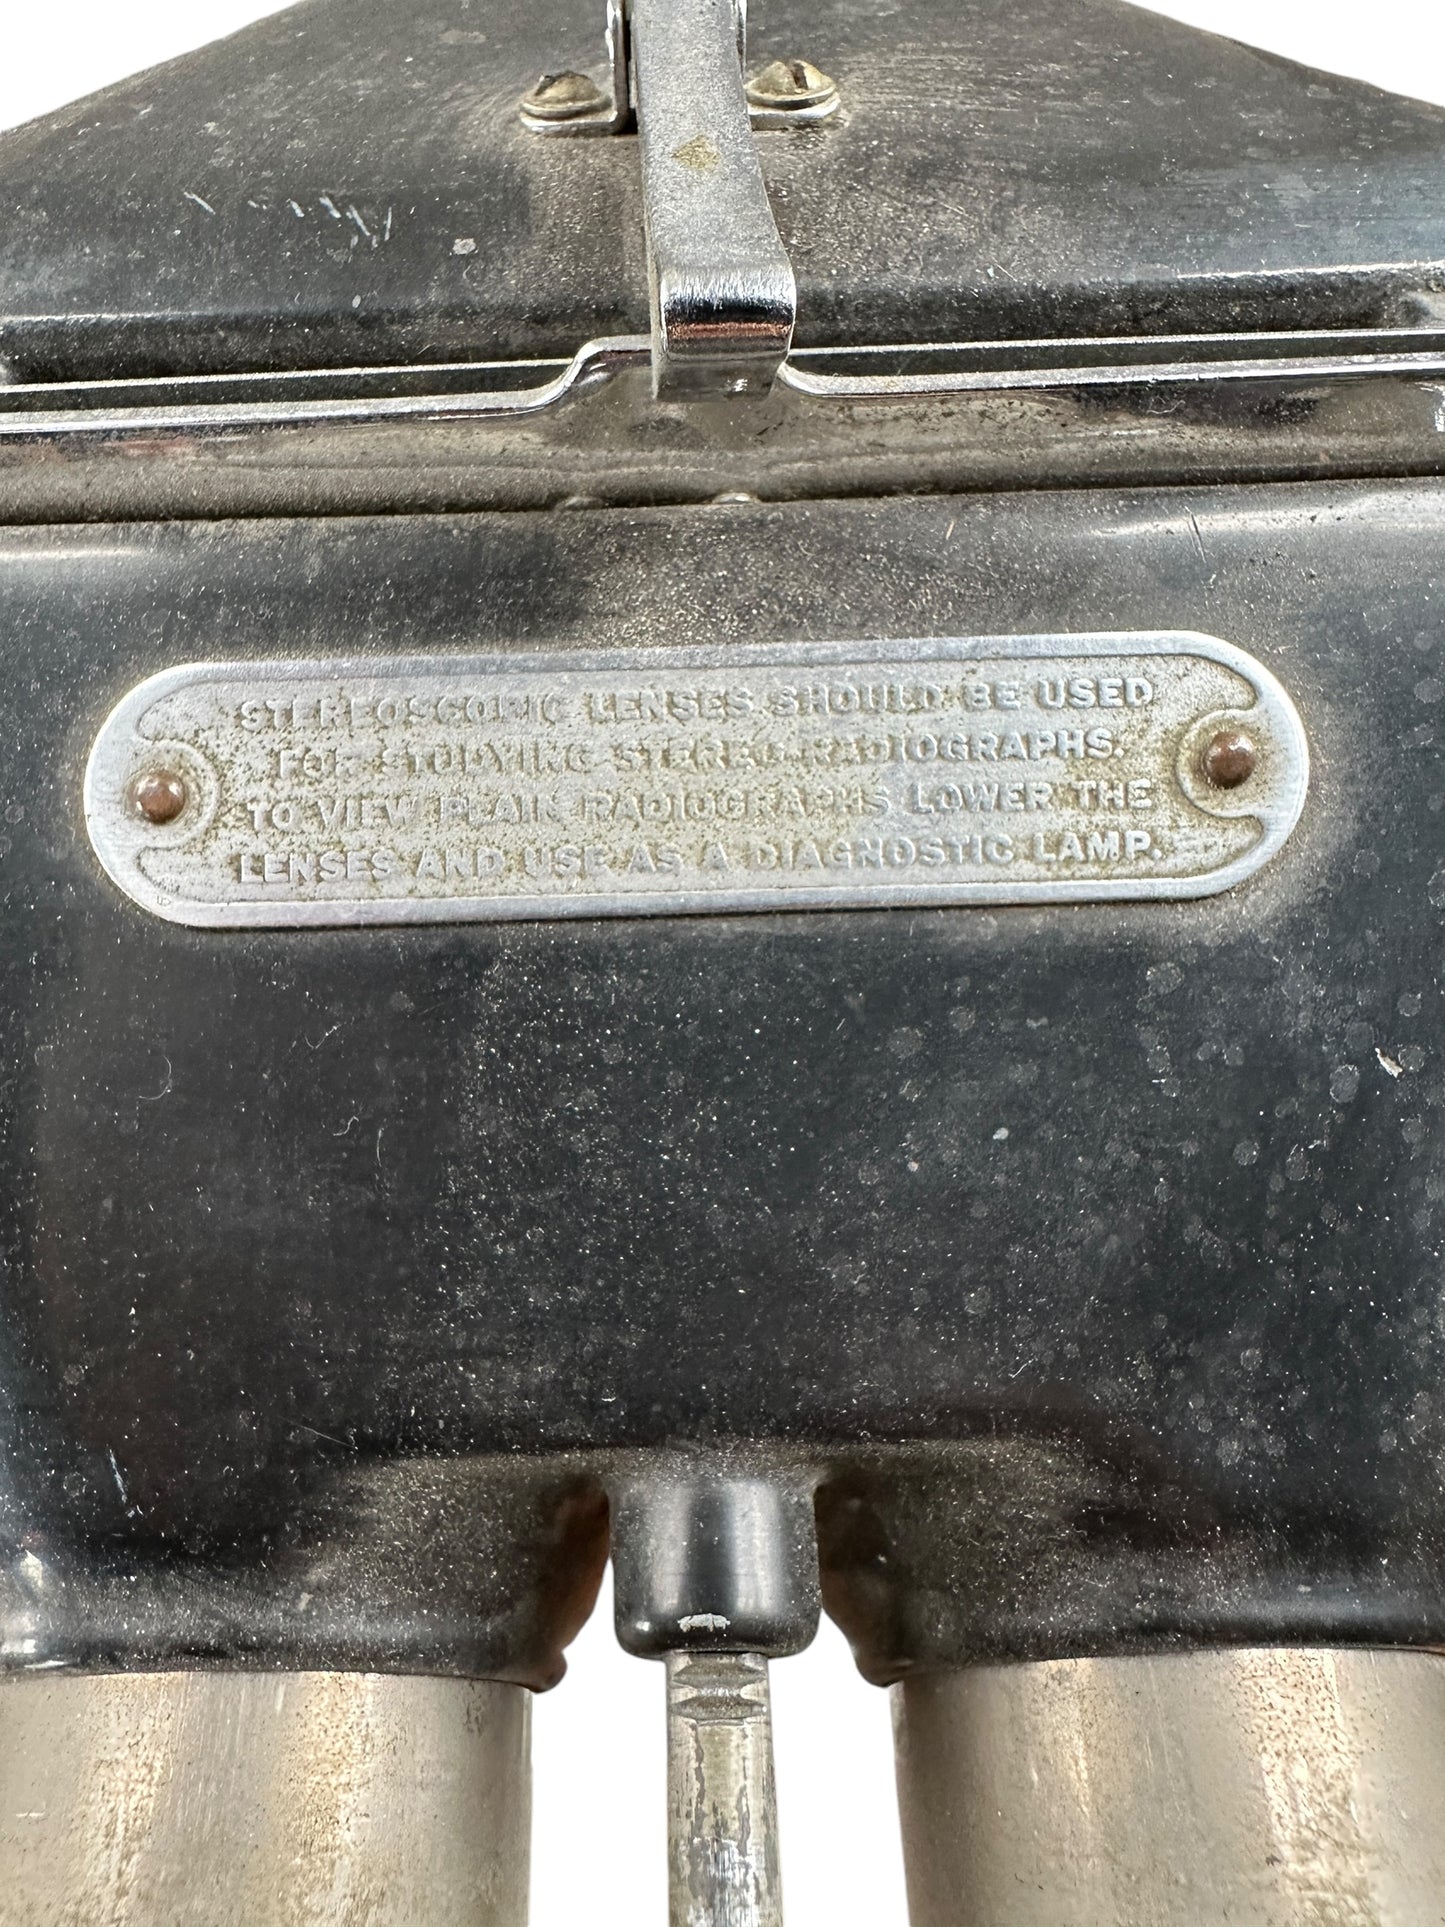 STEREOSCOPIC LENSES SHOULD BE USED
FOR STUDYING STEREO-RADIOGRAPHS.
TO VIEW PLAIN RADIOGRAPHS LOWER THE
LENSES AND USE AS A DIAGNOSTIC LAMP.